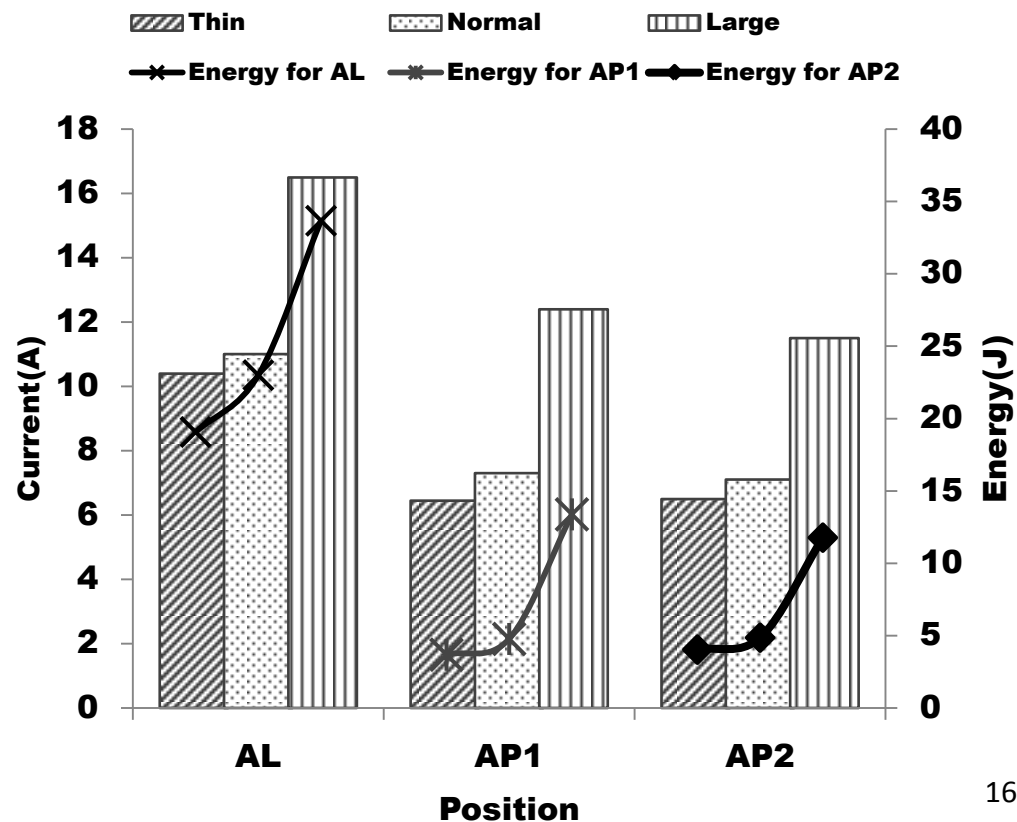 Thin Normal Large
Energy for AL Energy for AP1 Energy for AP2
18 40
16 35
14 30
12 25
10 20
8 15
6 10
4 5
2 0
0
Current(A)
Energy(J)
AL AP1 AP2
Position
16